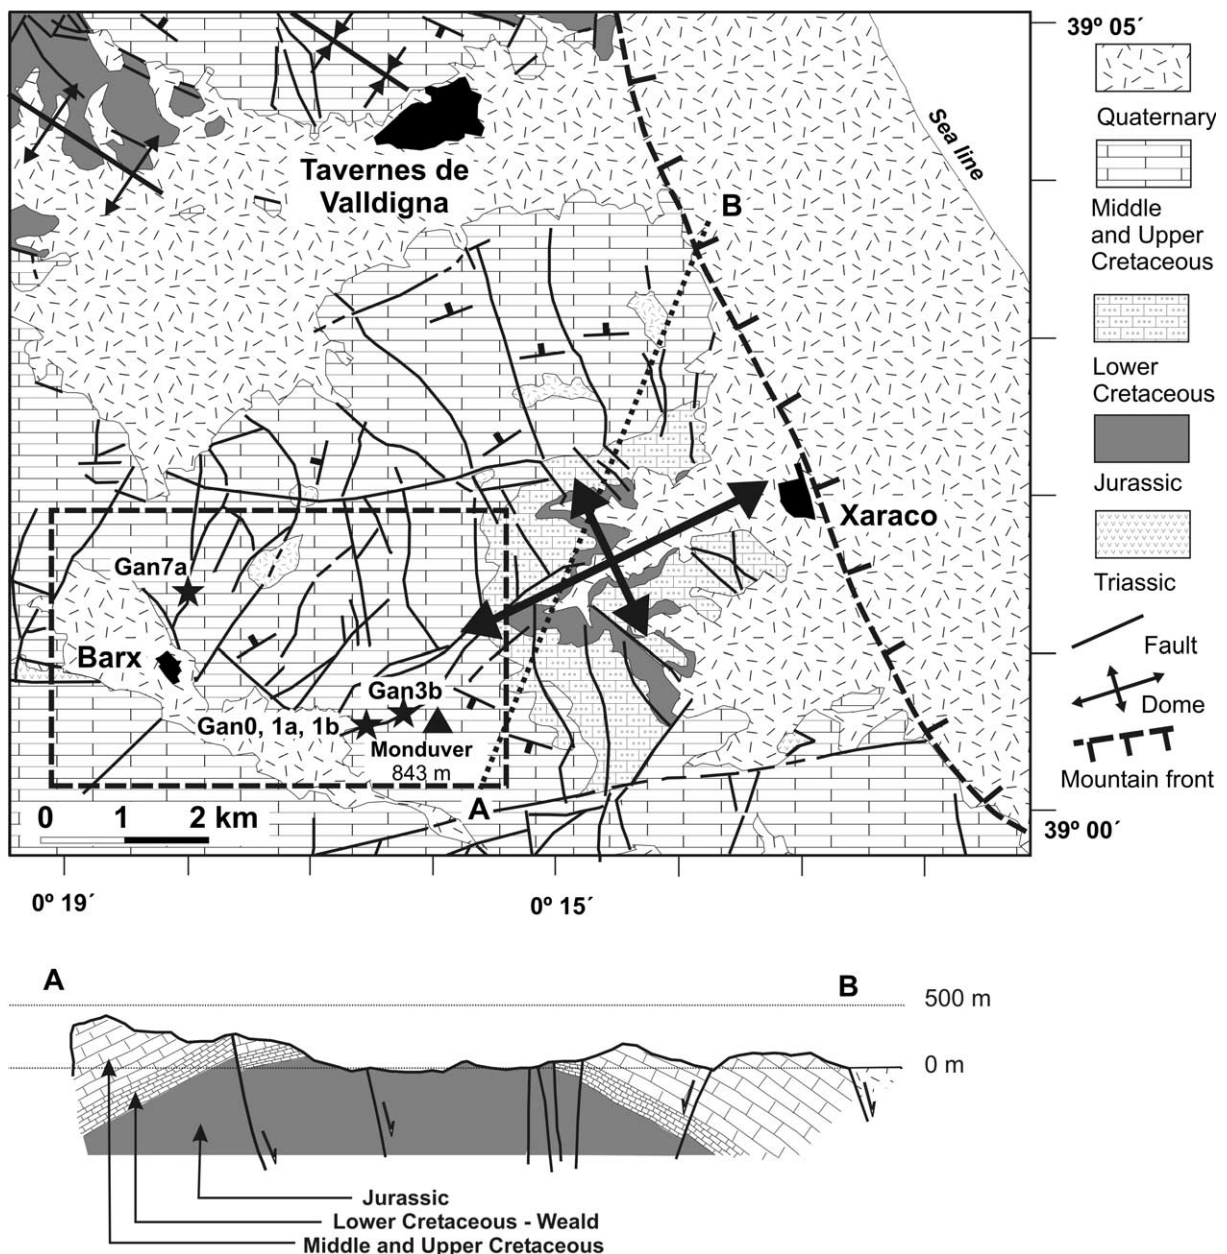 39º 05´
Sea line
Quaternary
Tavernes de
Valldigna
B
Middle
and Upper
Cretaceous
Lower
Cretaceous
Jurassic
Xaraco
Gan7a
Triassic
Barx
Fault
Gan3b
Dome
Gan0, 1a, 1b
Monduver
843 m
Mountain front
A
0 1 2 km
39º 00´
0º 19´ 0º 15´
A B
500 m
0 m
Jurassic
Lower Cretaceous - Weald
Middle and Upper Cretaceous